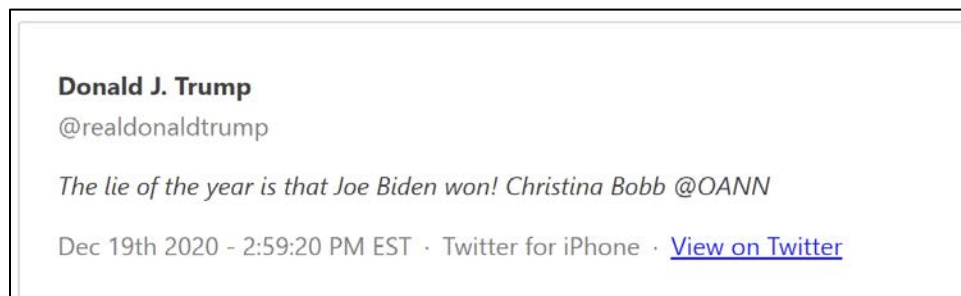 Donald J. Trump
@realdonaldtrump
The lie of the year is that Joe Biden won! Christina Bobb @OANN
Dec 19th 2020 - 2:59:20 PM EST · Twitter for iPhone · View on Twitter